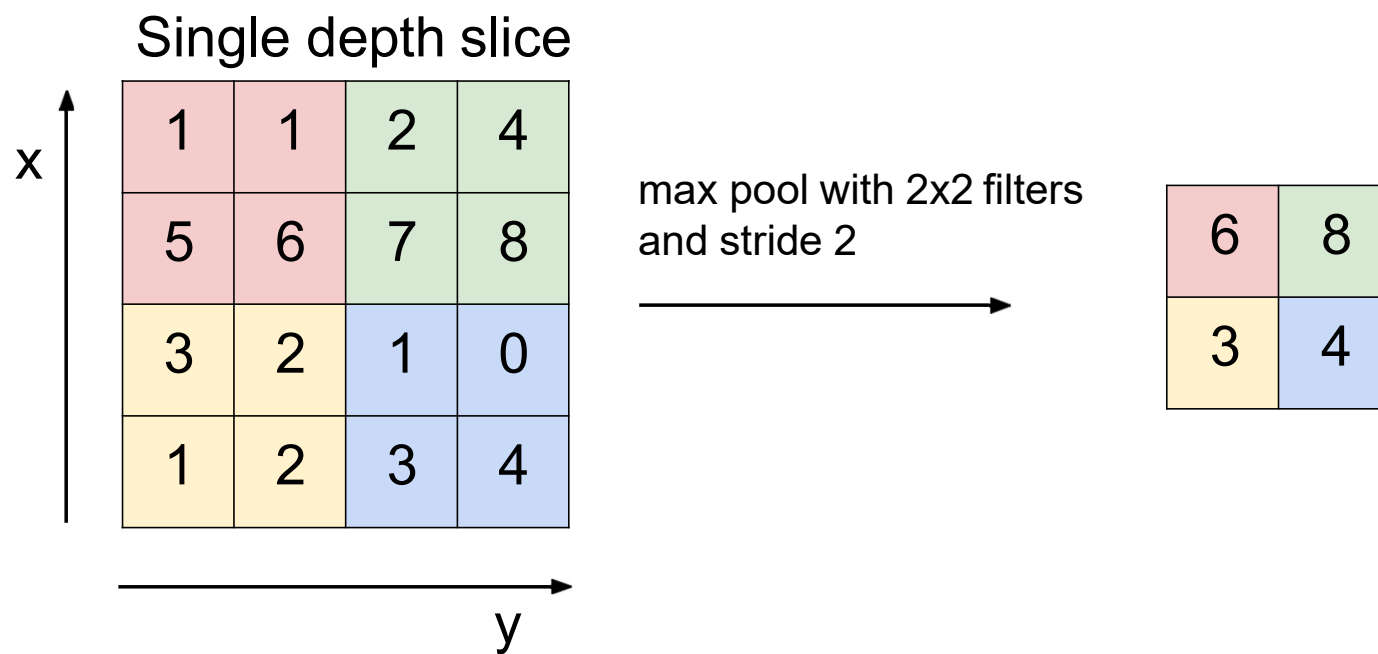 Single depth slice
x
1 1 2 4
5 6 7 8
3 2 1 0
1 2 3 4
y
max pool with 2x2 filters
and stride 2
6 8
3 4